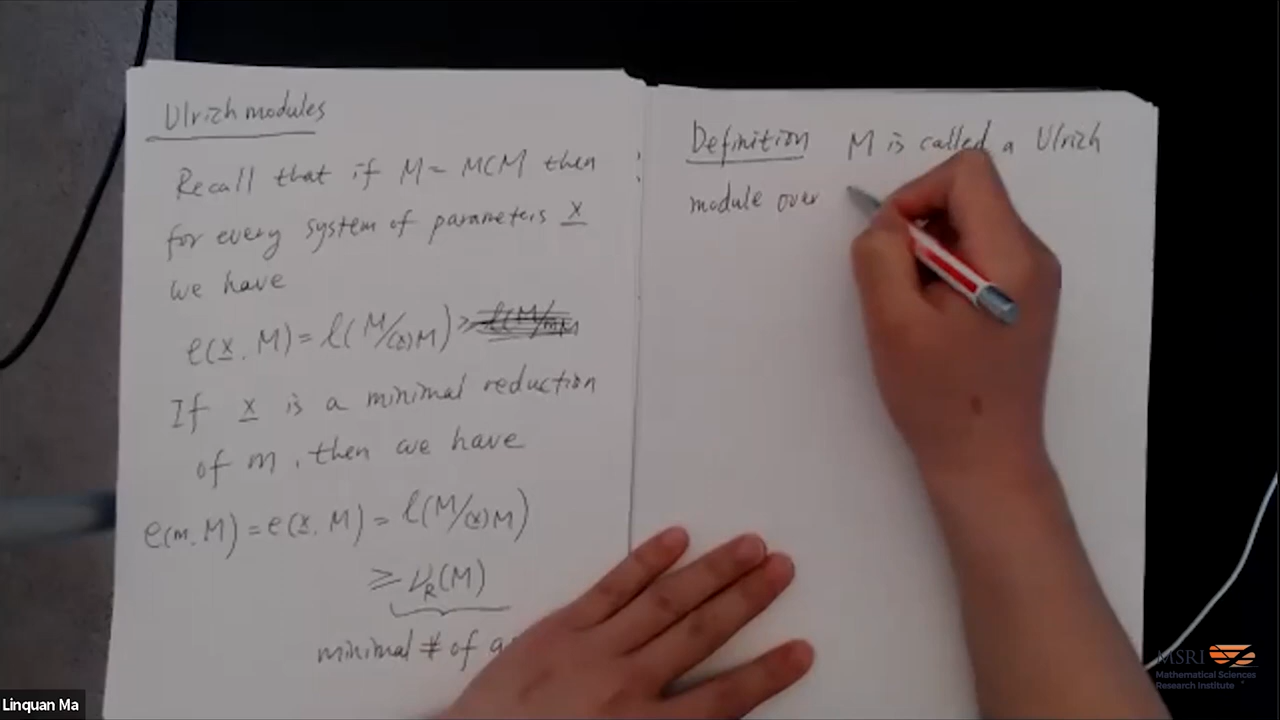 Ulrich modules
Recall that if M = MCM then
for every system of parameters x
we have
e(x, M) = l(M/(x)M) ≥
If x is a minimal reduction
of m, then we have
e(m, M) = e(x, M) = l(M/(x)M)
≥ ν_R(M)
minimal # of
Definition M is called a Ulrich
module over
MSRI
Mathematical Sciences
Research Institute
Linquan Ma